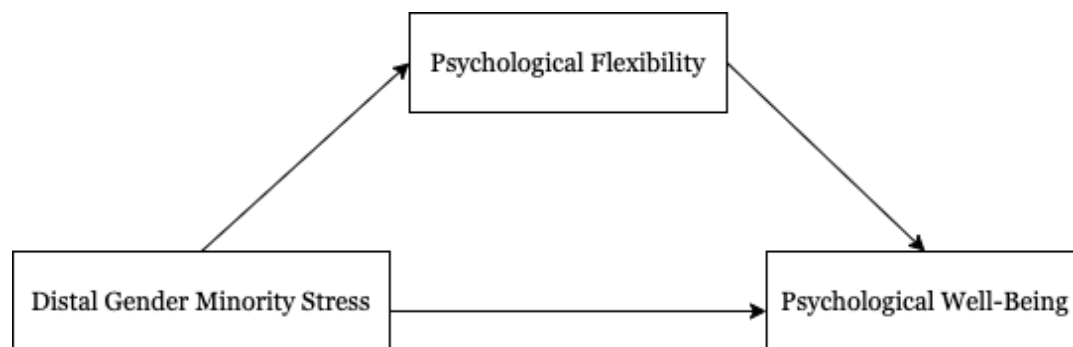 Psychological Flexibility
Distal Gender Minority Stress
Psychological Well-Being